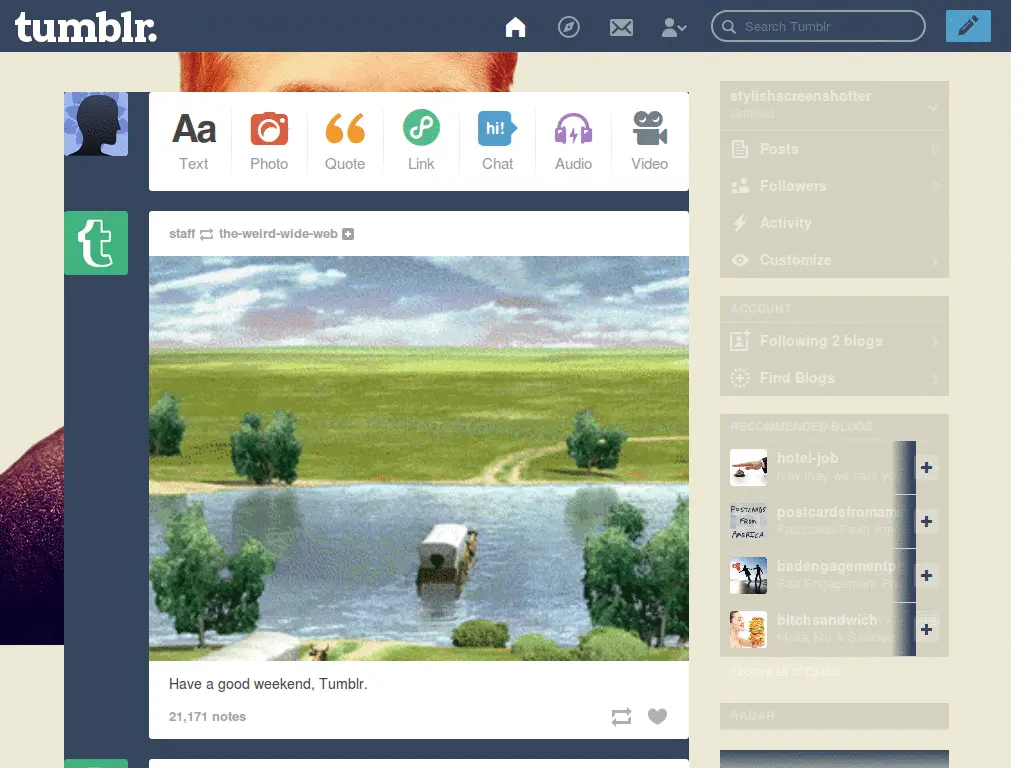 tumblr.
Search Tumblr
Aa
hi!
Text
Photo
Quote
Link
Chat
Audio
Video
staff the-weird-wide-web
Have a good weekend, Tumblr.
21,171 notes
stylishscreenshotter
Untitled
Posts 0
Followers
Activity
Customize
ACCOUNT
Following 2 blogs
Find Blogs
RECOMMENDED BLOGS
hotel-job
how may we hate yo
POSTCARDS
FROM
AMERICA
postcardsfromame
Postcards From Ame
badengagementp
Bad Engagement Ph
bitchsandwich
Make Me A Sandwic
Explore all of Tumblr
RADAR